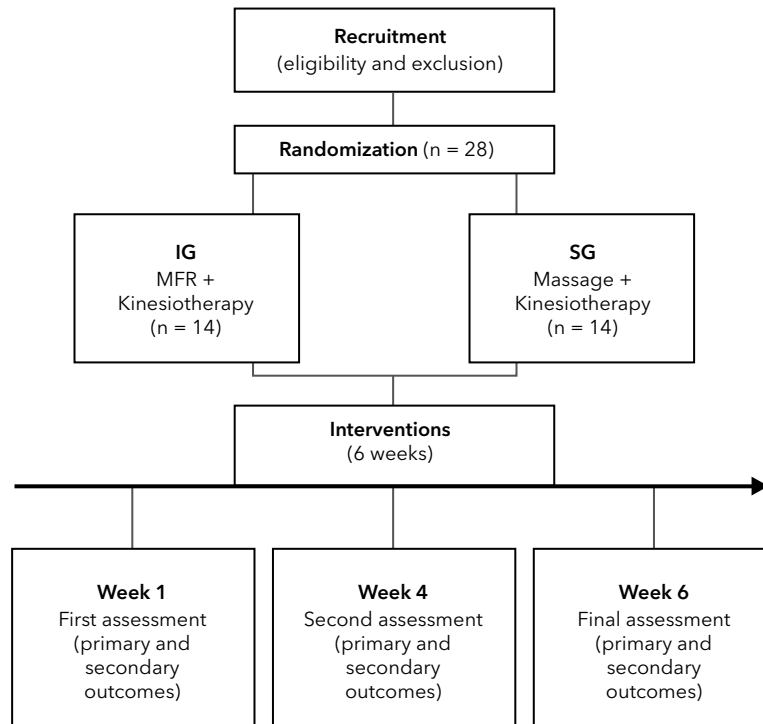 Recruitment
(eligibility and exclusion)
Randomization (n = 28)
IG
MFR +
Kinesiotherapy
(n = 14)
SG
Massage +
Kinesiotherapy
(n = 14)
Interventions
(6 weeks)
Week 1
First assessment
(primary and
secondary
outcomes)
Week 4
Second assessment
(primary and
secondary
outcomes)
Week 6
Final assessment
(primary and
secondary
outcomes)